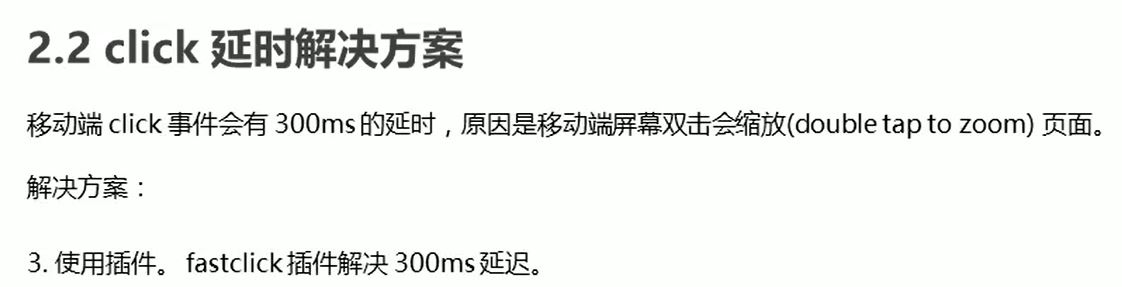 2.2 click 延时解决方案
移动端 click 事件会有 300ms 的延时，原因是移动端屏幕双击会缩放(double tap to zoom) 页面。
解决方案：
3. 使用插件。 fastclick 插件解决 300ms 延迟。